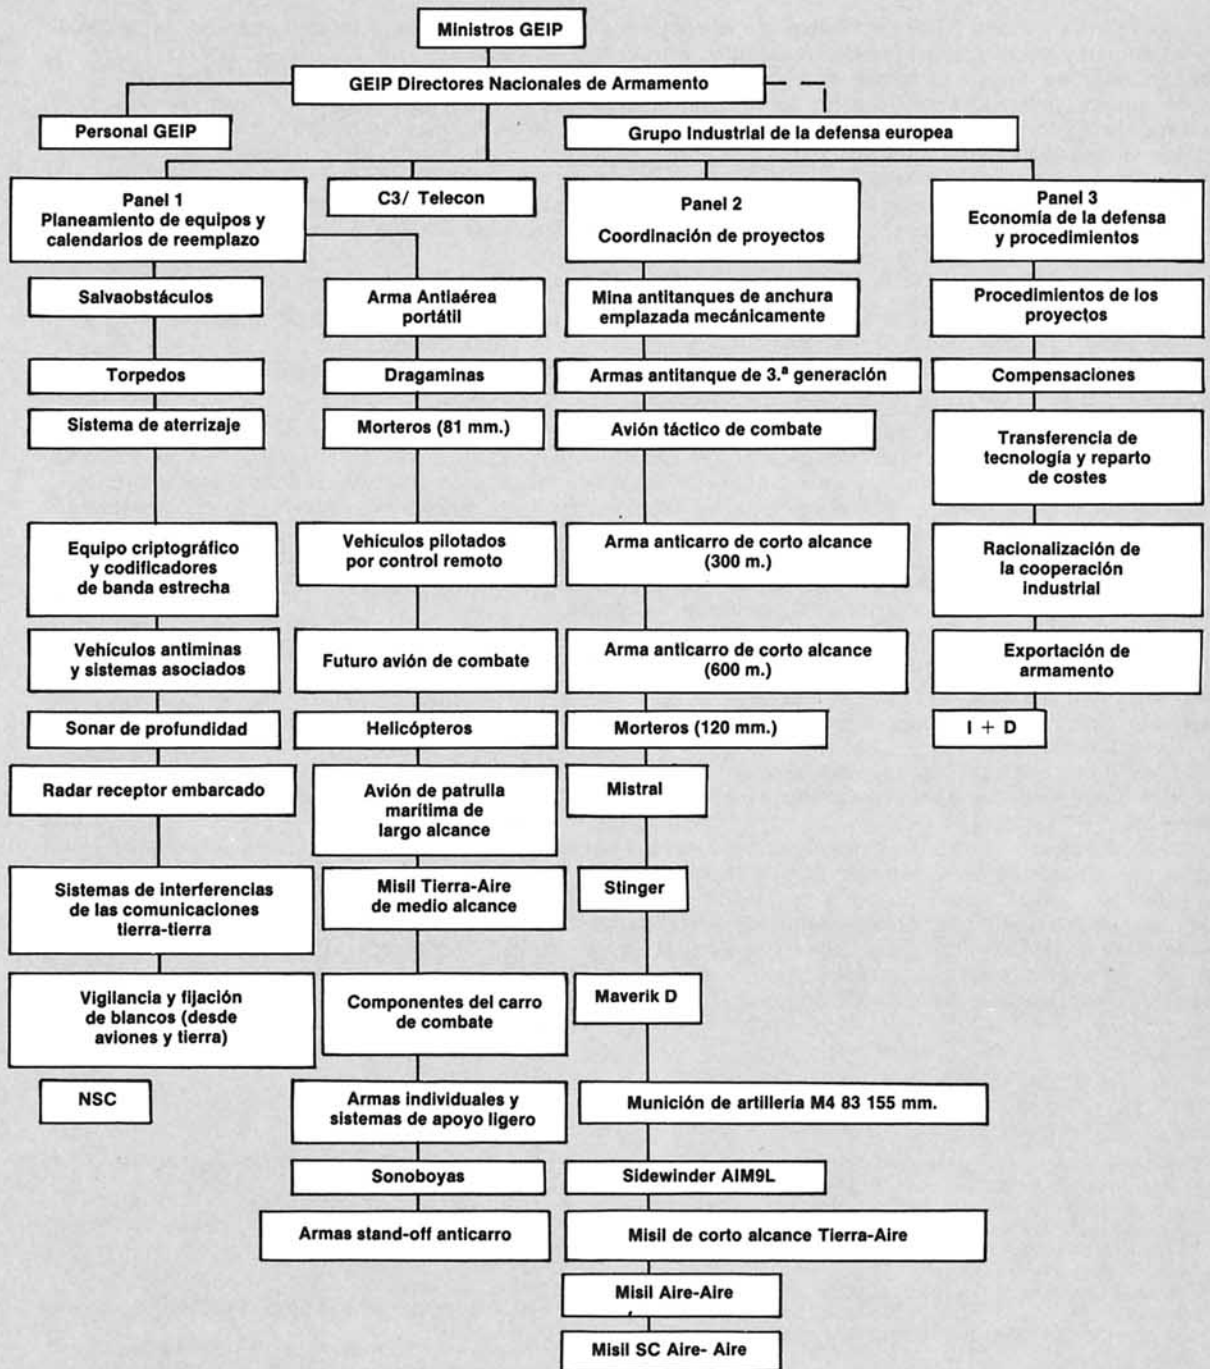 Ministros GEIP
GEIP Directores Nacionales de Armamento
Personal GEIP
Grupo Industrial de la defensa europea
Panel 1
Planeamiento de equipos y
calendarios de reemplazo
C3/ Telecon
Panel 2
Coordinación de proyectos
Panel 3
Economía de la defensa
y procedimientos
Salvaobstáculos
Torpedos
Sistema de aterrizaje
Equipo criptográfico
y codificadores
de banda estrecha
Vehículos antiminas
y sistemas asociados
Sonar de profundidad
Radar receptor embarcado
Sistemas de interferencias
de las comunicaciones
tierra-tierra
Vigilancia y fijación
de blancos (desde
aviones y tierra)
NSC
Arma Antiaérea
portátil
Dragaminas
Morteros (81 mm.)
Vehículos pilotados
por control remoto
Futuro avión de combate
Helicópteros
Avión de patrulla
marítima de
largo alcance
Misil Tierra-Aire
de medio alcance
Componentes del carro
de combate
Armas individuales y
sistemas de apoyo ligero
Sonoboyas
Armas stand-off anticarro
Mina antitanques de anchura
emplazada mecánicamente
Armas antitanque de 3.ª generación
Avión táctico de combate
Arma anticarro de corto alcance
(300 m.)
Arma anticarro de corto alcance
(600 m.)
Morteros (120 mm.)
Mistral
Stinger
Maverik D
Munición de artillería M4 83 155 mm.
Sidewinder AIM9L
Misil de corto alcance Tierra-Aire
Misil Aire-Aire
Misil SC Aire- Aire
Procedimientos de los
proyectos
Compensaciones
Transferencia de
tecnología y reparto
de costes
Racionalización de
la cooperación
industrial
Exportación de
armamento
I + D